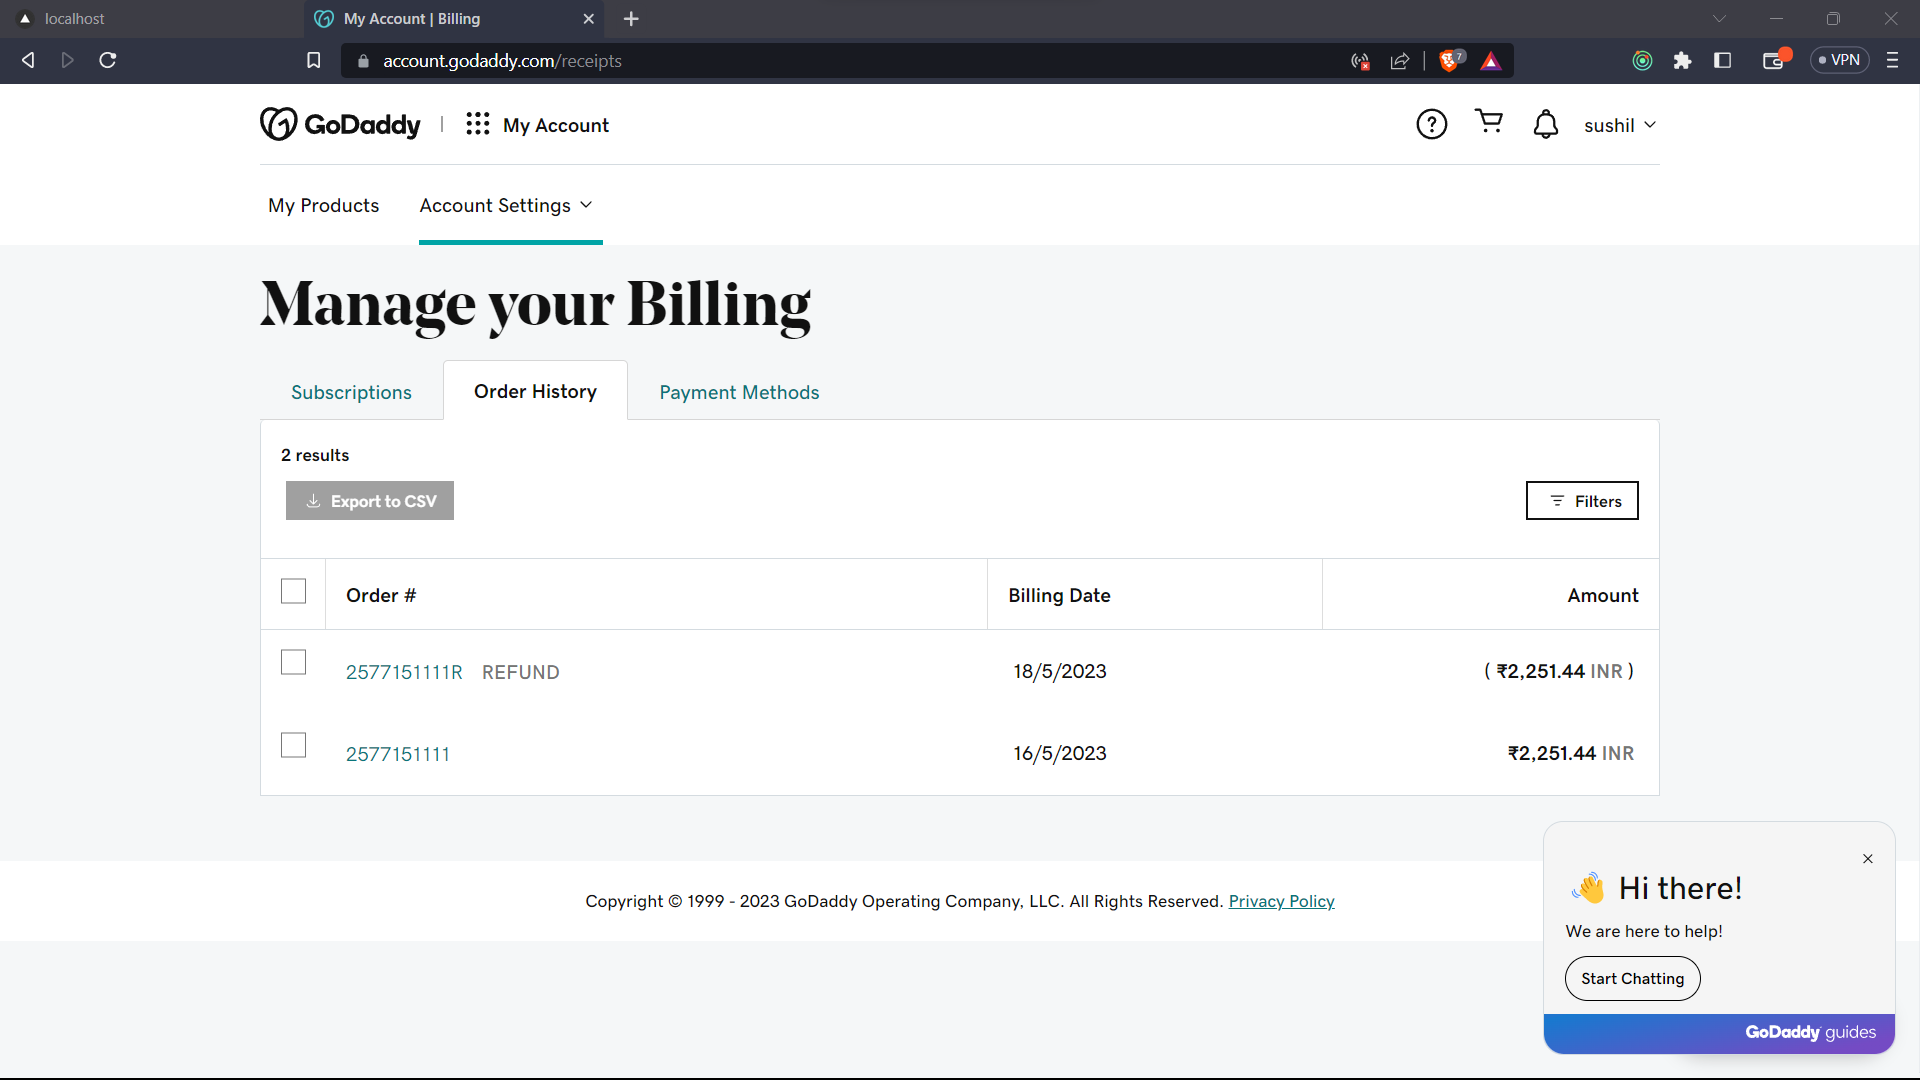 localhost
My Account | Billing
account.godaddy.com/receipts
7
VPN
GoDaddy
My Account
sushil
My Products
Account Settings
Manage your Billing
Subscriptions
Order History
Payment Methods
2 results
Export to CSV
Filters
Order #
Billing Date
Amount
2577151111R REFUND
18/5/2023
( ₹2,251.44 INR )
2577151111
16/5/2023
₹2,251.44 INR
Copyright © 1999 - 2023 GoDaddy Operating Company, LLC. All Rights Reserved. Privacy Policy
👋 Hi there!
We are here to help!
Start Chatting
GoDaddy guides